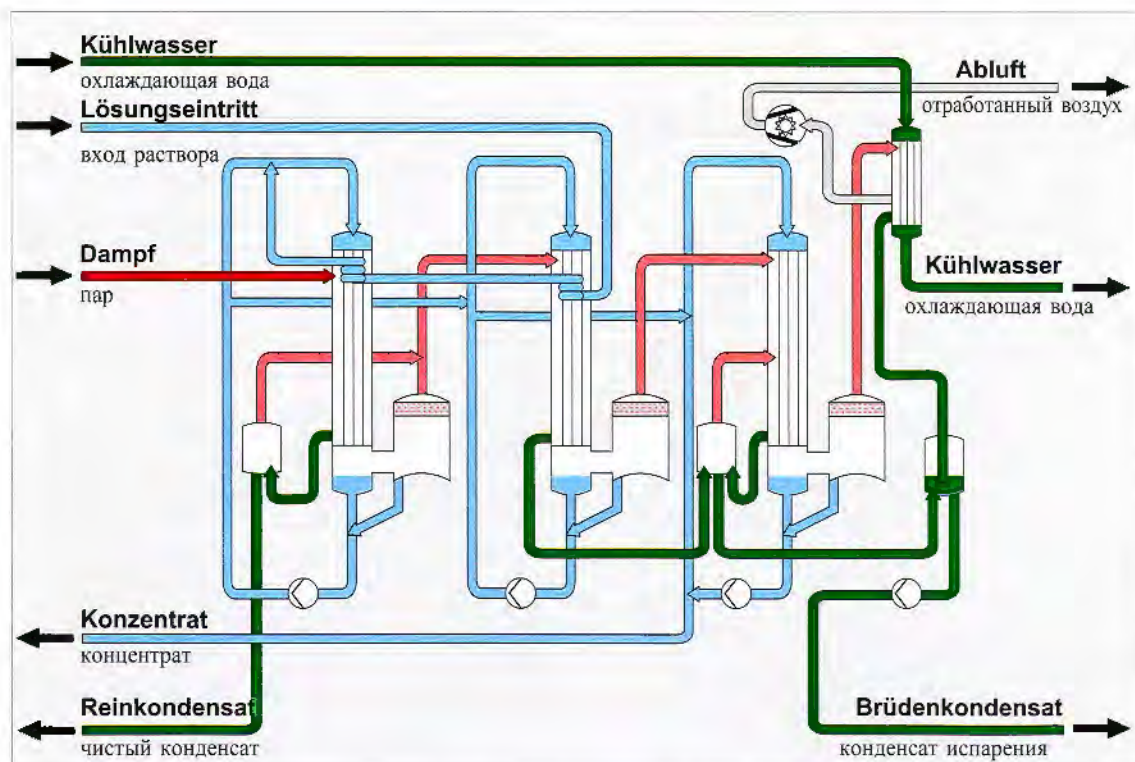 Kühlwasser
охлаждающая вода
Abluft
отработанный воздух
Lösungseintritt
вход раствора
Dampf
пар
Kühlwasser
охлаждающая вода
Konzentrat
концентрат
Reinkondensat
чистый конденсат
Brüdenkondensat
конденсат испарения